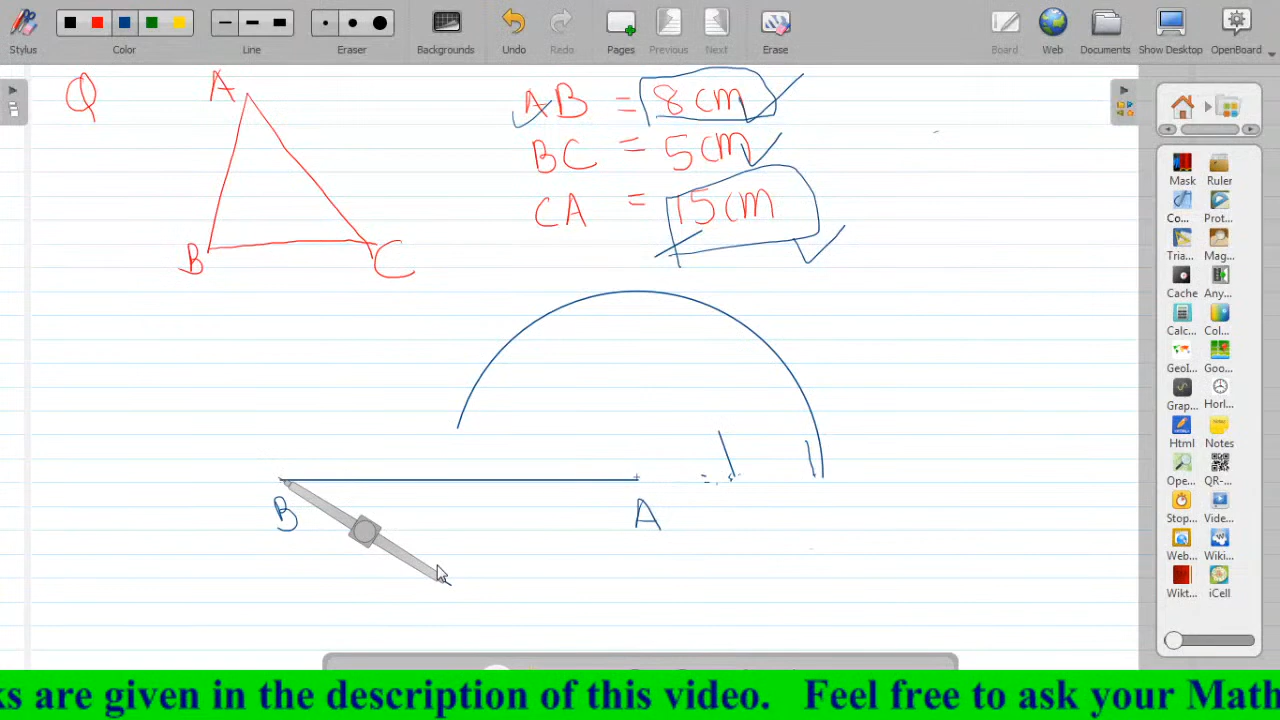 Stylus Color Line Eraser Backgrounds Undo Redo Pages Previous Next Erase Board Web Documents Show Desktop OpenBoard
Q
A
B
C
AB = 8 cm
BC = 5 cm
CA = 15 cm
B
A
Mask Ruler
Co... Prot...
Tria... Mag...
Cache Any...
Calc... Col...
GeoI... Goo...
Grap... Horl...
Html Notes
Ope... QR-...
Stop... Vide...
Web... Wiki...
Wikt... iCell
ks are given in the description of this video. Feel free to ask your Math